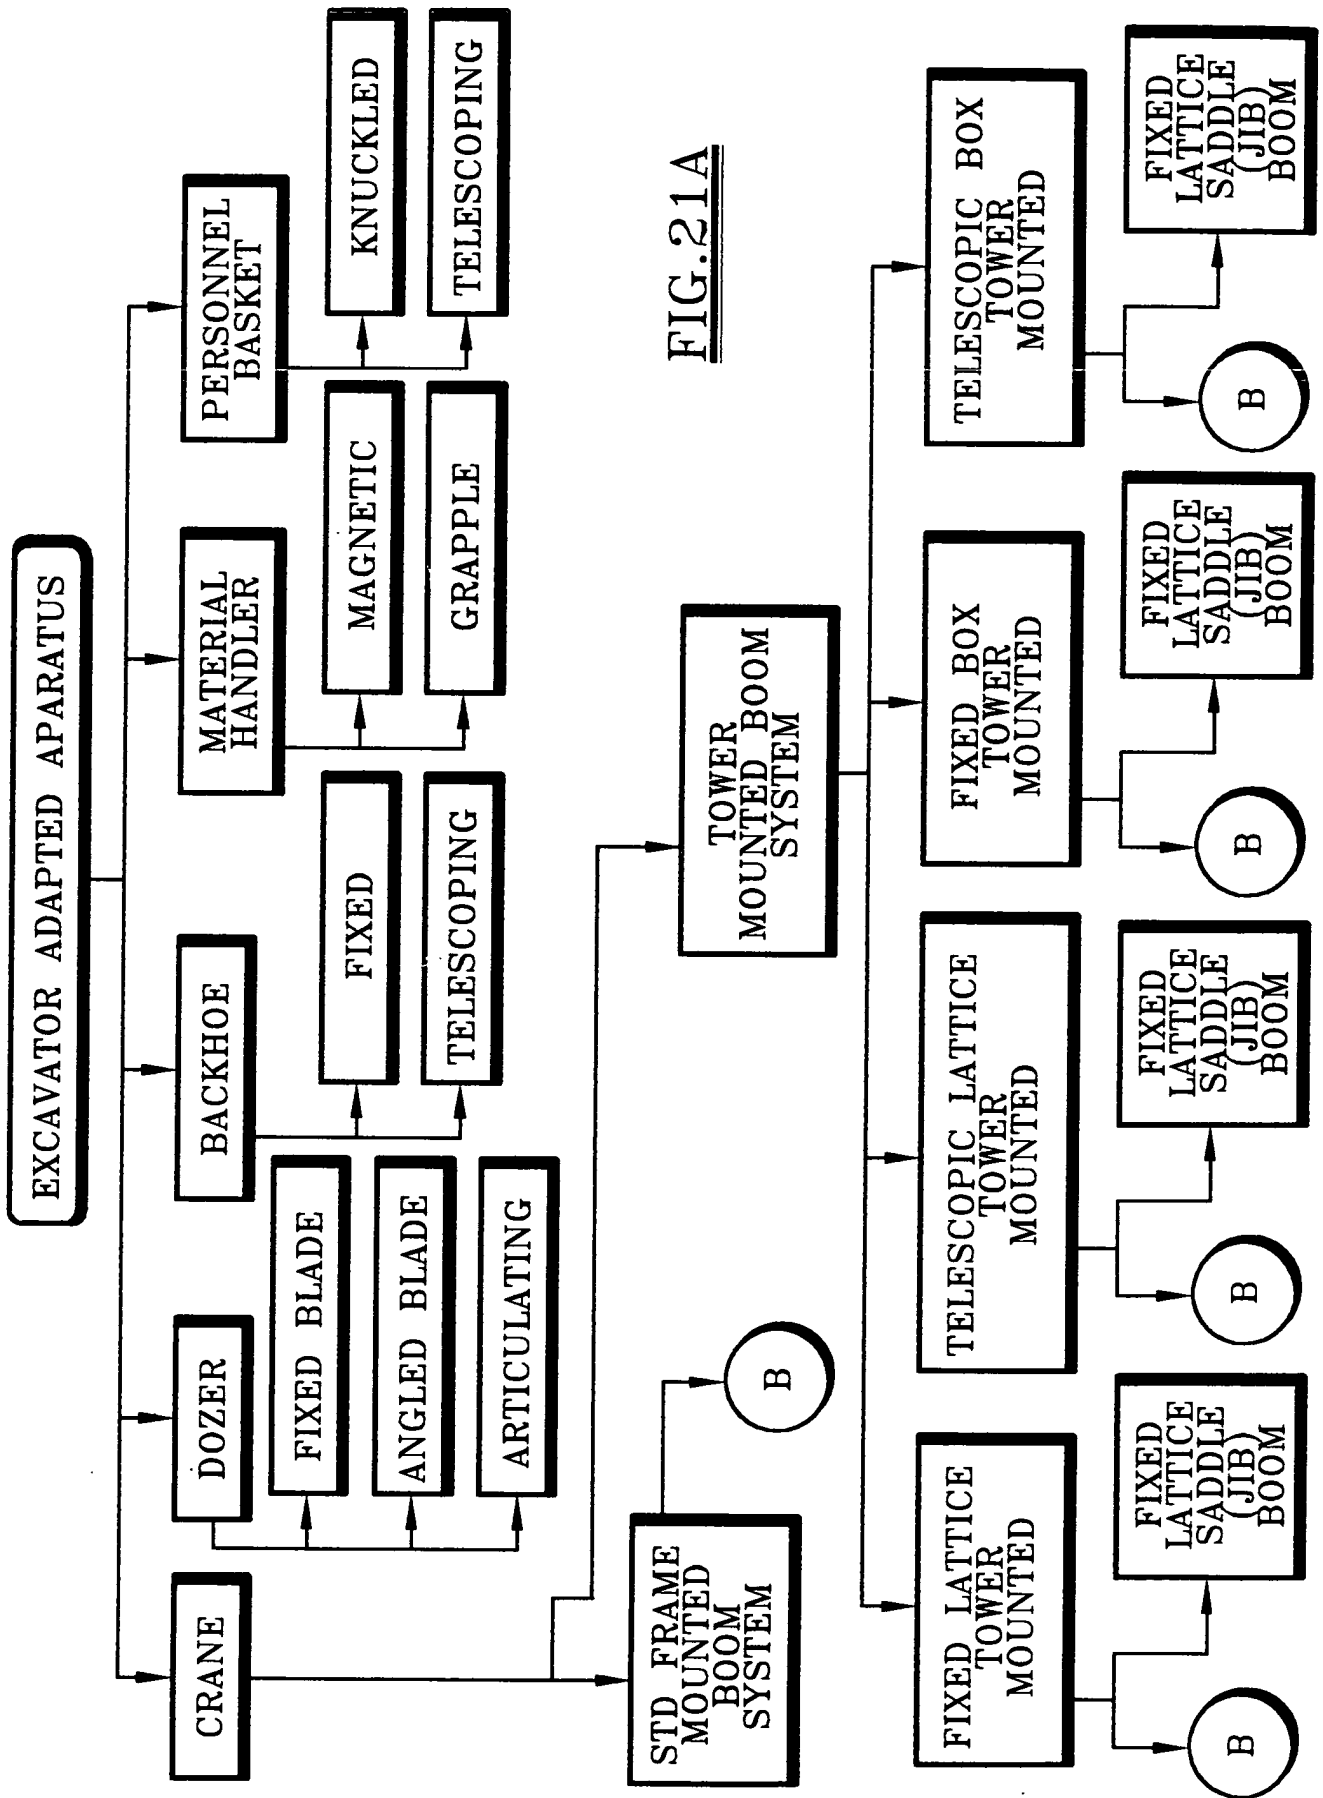 EXCAVATOR ADAPTED APPARATUS
CRANE
DOZER
BACKHOE
MATERIAL
HANDLER
PERSONNEL
BASKET
FIXED BLADE
ANGLED BLADE
ARTICULATING
FIXED
TELESCOPING
MAGNETIC
GRAPPLE
KNUCKLED
TELESCOPING
STD FRAME
MOUNTED
BOOM
SYSTEM
B
TOWER
MOUNTED BOOM
SYSTEM
FIG.21A
FIXED LATTICE
TOWER
MOUNTED
TELESCOPIC LATTICE
TOWER
MOUNTED
FIXED BOX
TOWER
MOUNTED
TELESCOPIC BOX
TOWER
MOUNTED
B
FIXED
LATTICE
SADDLE
(JIB)
BOOM
B
FIXED
LATTICE
SADDLE
(JIB)
BOOM
B
FIXED
LATTICE
SADDLE
(JIB)
BOOM
B
FIXED
LATTICE
SADDLE
(JIB)
BOOM